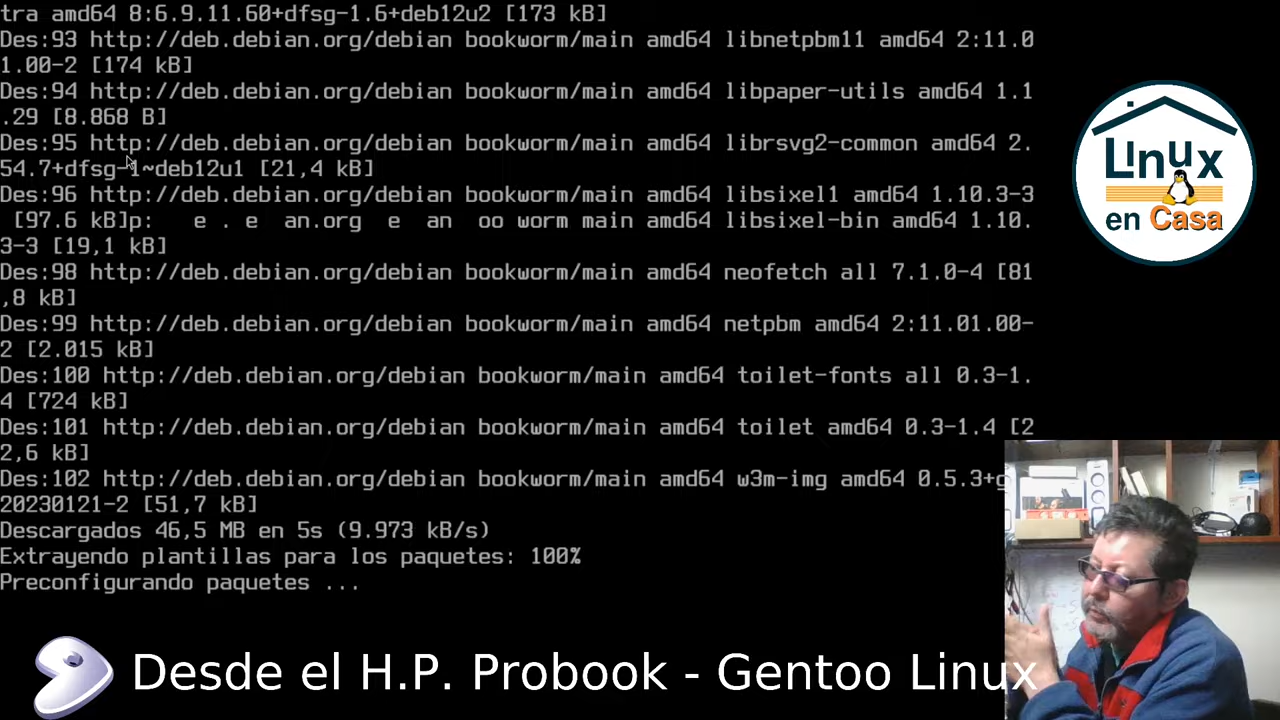 tra amd64 8:6.9.11.60+dfsg-1.6+deb12u2 [173 kB]
Des:93 http://deb.debian.org/debian bookworm/main amd64 libnetpbm11 amd64 2:11.0
1.00-2 [174 kB]
Des:94 http://deb.debian.org/debian bookworm/main amd64 libpaper-utils amd64 1.1
.29 [8.868 B]
Des:95 http://deb.debian.org/debian bookworm/main amd64 librsvg2-common amd64 2.
54.7+dfsg-1~deb12u1 [21,4 kB]
Des:96 http://deb.debian.org/debian bookworm/main amd64 libsixel1 amd64 1.10.3-3
[97.6 kB]p: e . e an.org e an oo worm main amd64 libsixel-bin amd64 1.10.
3-3 [19,1 kB]
Des:98 http://deb.debian.org/debian bookworm/main amd64 neofetch all 7.1.0-4 [81
,8 kB]
Des:99 http://deb.debian.org/debian bookworm/main amd64 netpbm amd64 2:11.01.00-
2 [2.015 kB]
Des:100 http://deb.debian.org/debian bookworm/main amd64 toilet-fonts all 0.3-1.
4 [724 kB]
Des:101 http://deb.debian.org/debian bookworm/main amd64 toilet amd64 0.3-1.4 [2
2,6 kB]
Des:102 http://deb.debian.org/debian bookworm/main amd64 w3m-img amd64 0.5.3+g
20230121-2 [51,7 kB]
Descargados 46,5 MB en 5s (9.973 kB/s)
Extrayendo plantillas para los paquetes: 100%
Preconfigurando paquetes ...
Linux
en Casa
Desde el H.P. Probook - Gentoo Linux